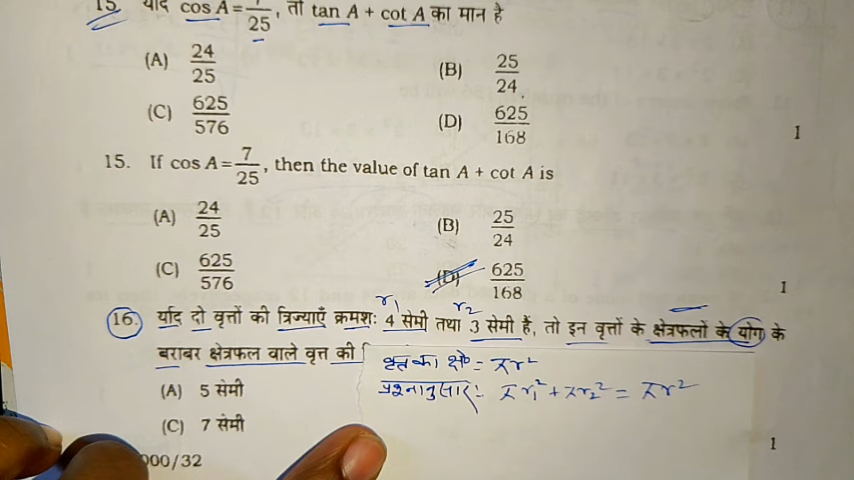 15. यदि cos A = 7/25, तो tan A + cot A का मान है
(A) 24/25
(B) 25/24
(C) 625/576
(D) 625/168
1
15. If cos A = 7/25, then the value of tan A + cot A is
(A) 24/25
(B) 25/24
(C) 625/576
(D) 625/168
1
r₁ r₂
16. यदि दो वृत्तों की त्रिज्याएँ क्रमशः 4 सेमी तथा 3 सेमी हैं, तो इन वृत्तों के क्षेत्रफलों के योग के
बराबर क्षेत्रफल वाले वृत्त की
वृत्त का क्षे० = πr²
प्रश्नानुसार:- πr₁² + πr₂² = πr²
(A) 5 सेमी
(C) 7 सेमी
1
000/32